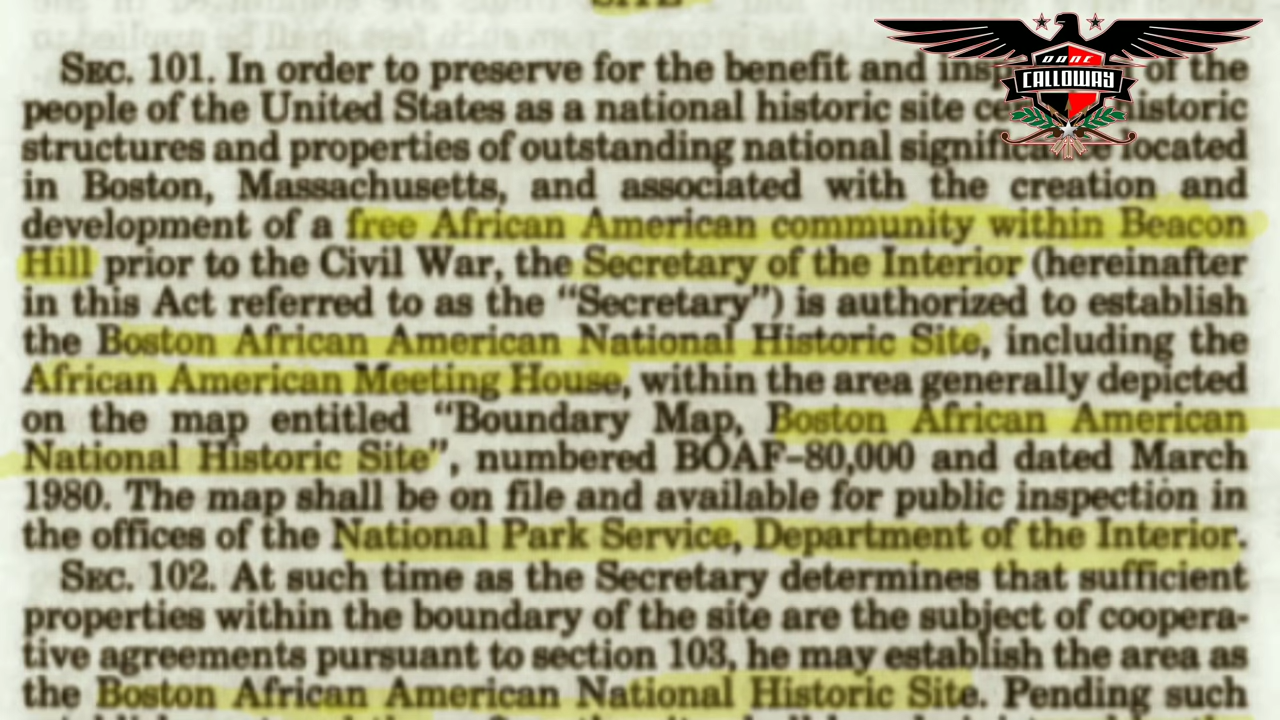 SITE
DANE
CALLOWAY
SEC. 101. In order to preserve for the benefit and of the
people of the United States as a national historic site historic
structures and properties of outstanding national significance located
in Boston, Massachusetts, and associated with the creation and
development of a free African American community within Beacon
Hill prior to the Civil War, the Secretary of the Interior (hereinafter
in this Act referred to as the “Secretary”) is authorized to establish
the Boston African American National Historic Site, including the
African American Meeting House, within the area generally depicted
on the map entitled “Boundary Map, Boston African American
National Historic Site”, numbered BOAF–80,000 and dated March
1980. The map shall be on file and available for public inspection in
the offices of the National Park Service, Department of the Interior.
SEC. 102. At such time as the Secretary determines that sufficient
properties within the boundary of the site are the subject of coopera-
tive agreements pursuant to section 103, he may establish the area as
the Boston African American National Historic Site. Pending such